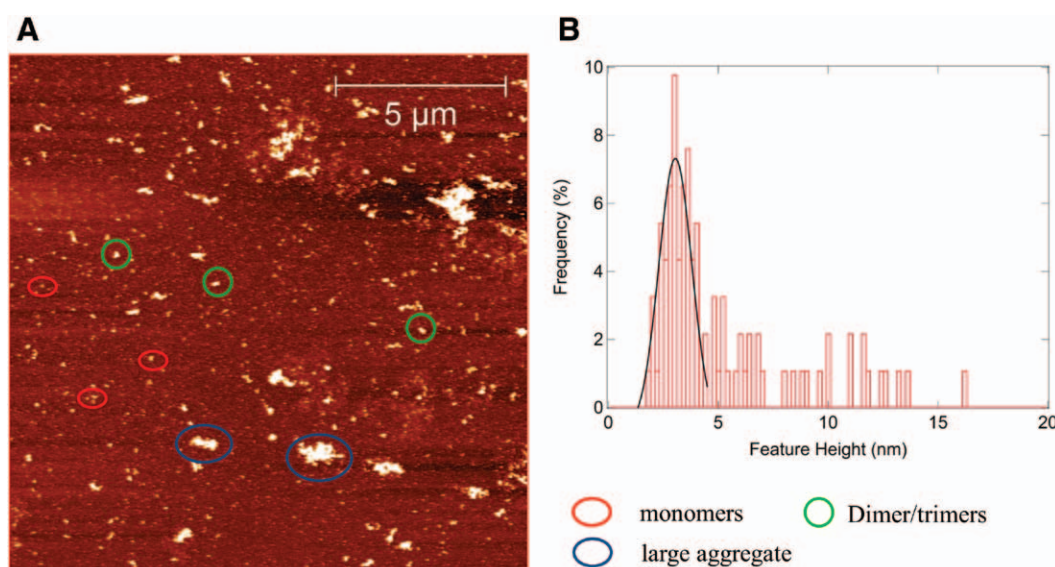 A
B
5 μm
10
8
6
4
2
0
Frequency (%)
0
5
10
15
20
Feature Height (nm)
monomers
Dimer/trimers
large aggregate